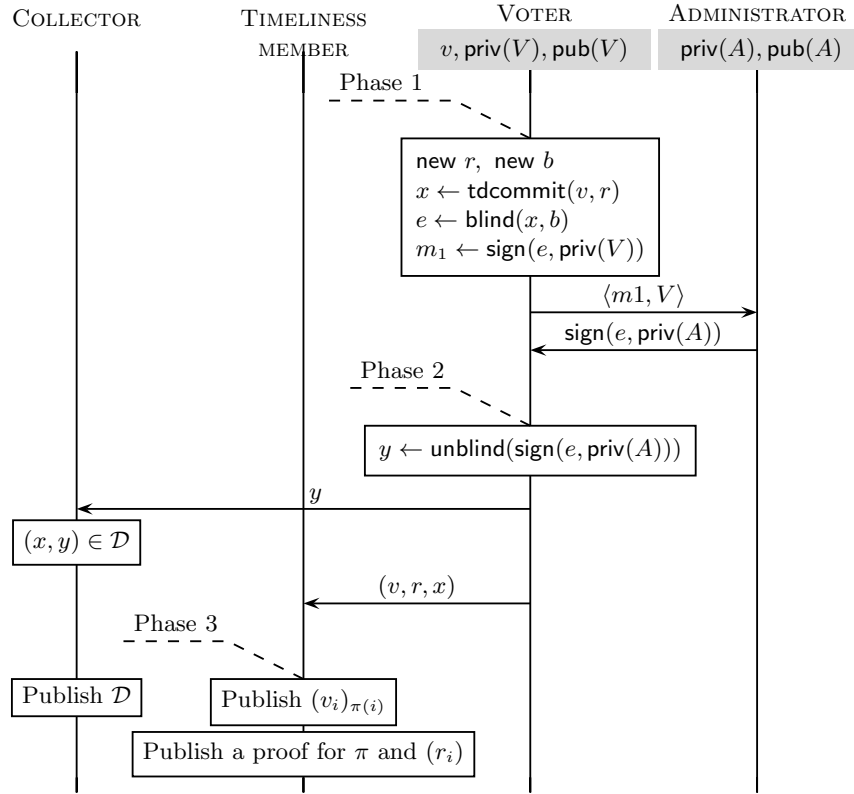 COLLECTOR
TIMELINESS
MEMBER
VOTER
ADMINISTRATOR
v, priv(V), pub(V)
priv(A), pub(A)
Phase 1
new r, new b
x ← tdcommit(v, r)
e ← blind(x, b)
m₁ ← sign(e, priv(V))
⟨m1, V⟩
sign(e, priv(A))
Phase 2
y ← unblind(sign(e, priv(A)))
y
(x, y) ∈ 𝒟
(v, r, x)
Phase 3
Publish 𝒟
Publish (vᵢ)π(i)
Publish a proof for π and (rᵢ)